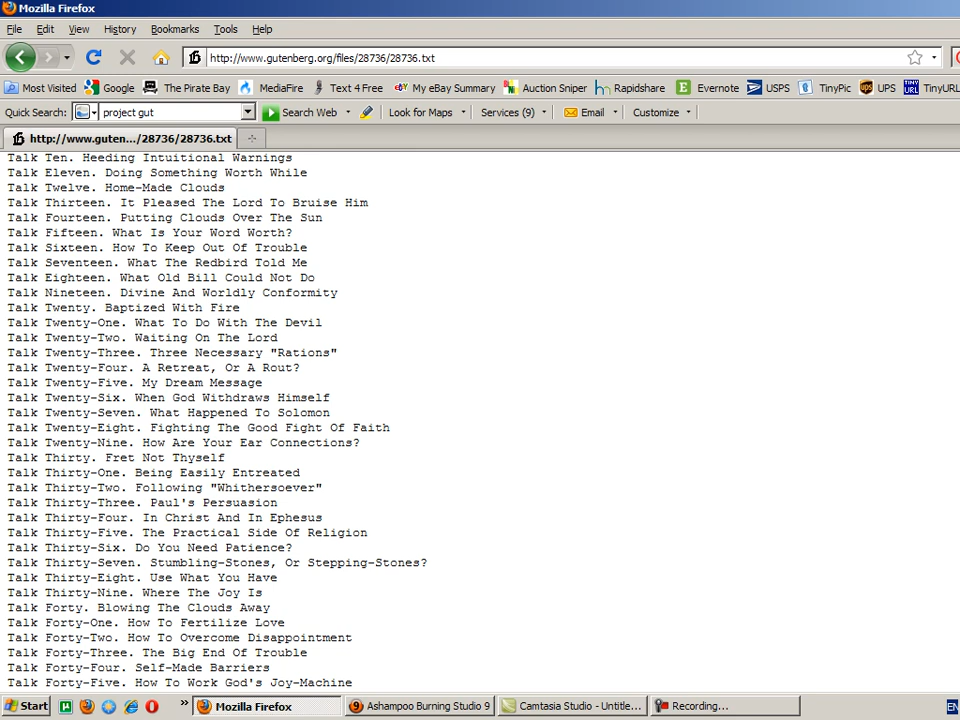 Mozilla Firefox
File Edit View History Bookmarks Tools Help
http://www.gutenberg.org/files/28736/28736.txt
Most Visited Google The Pirate Bay MediaFire Text 4 Free My eBay Summary Auction Sniper Rapidshare Evernote USPS TinyPic UPS TinyURL
Quick Search: project gut Search Web Look for Maps Services (9) Email Customize
http://www.guten.../28736/28736.txt
Talk Ten. Heeding Intuitional Warnings
Talk Eleven. Doing Something Worth While
Talk Twelve. Home-Made Clouds
Talk Thirteen. It Pleased The Lord To Bruise Him
Talk Fourteen. Putting Clouds Over The Sun
Talk Fifteen. What Is Your Word Worth?
Talk Sixteen. How To Keep Out Of Trouble
Talk Seventeen. What The Redbird Told Me
Talk Eighteen. What Old Bill Could Not Do
Talk Nineteen. Divine And Worldly Conformity
Talk Twenty. Baptized With Fire
Talk Twenty-One. What To Do With The Devil
Talk Twenty-Two. Waiting On The Lord
Talk Twenty-Three. Three Necessary "Rations"
Talk Twenty-Four. A Retreat, Or A Rout?
Talk Twenty-Five. My Dream Message
Talk Twenty-Six. When God Withdraws Himself
Talk Twenty-Seven. What Happened To Solomon
Talk Twenty-Eight. Fighting The Good Fight Of Faith
Talk Twenty-Nine. How Are Your Ear Connections?
Talk Thirty. Fret Not Thyself
Talk Thirty-One. Being Easily Entreated
Talk Thirty-Two. Following "Whithersoever"
Talk Thirty-Three. Paul's Persuasion
Talk Thirty-Four. In Christ And In Ephesus
Talk Thirty-Five. The Practical Side Of Religion
Talk Thirty-Six. Do You Need Patience?
Talk Thirty-Seven. Stumbling-Stones, Or Stepping-Stones?
Talk Thirty-Eight. Use What You Have
Talk Thirty-Nine. Where The Joy Is
Talk Forty. Blowing The Clouds Away
Talk Forty-One. How To Fertilize Love
Talk Forty-Two. How To Overcome Disappointment
Talk Forty-Three. The Big End Of Trouble
Talk Forty-Four. Self-Made Barriers
Talk Forty-Five. How To Work God's Joy-Machine
Start Mozilla Firefox Ashampoo Burning Studio 9 Camtasia Studio - Untitle... Recording... EN